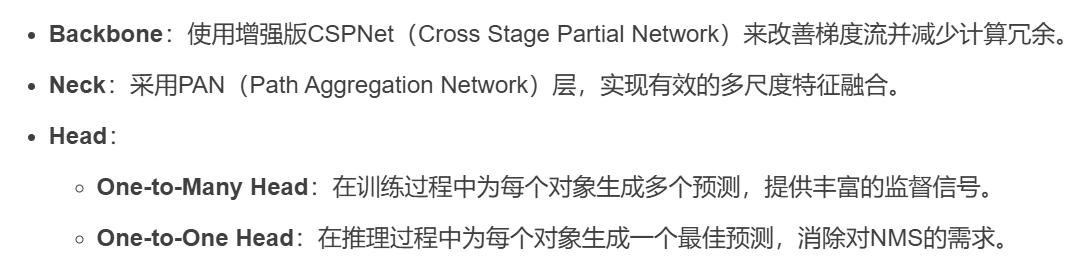 • Backbone：使用增强版CSPNet（Cross Stage Partial Network）来改善梯度流并减少计算冗余。
• Neck：采用PAN（Path Aggregation Network）层，实现有效的多尺度特征融合。
• Head：
◦ One-to-Many Head：在训练过程中为每个对象生成多个预测，提供丰富的监督信号。
◦ One-to-One Head：在推理过程中为每个对象生成一个最佳预测，消除对NMS的需求。